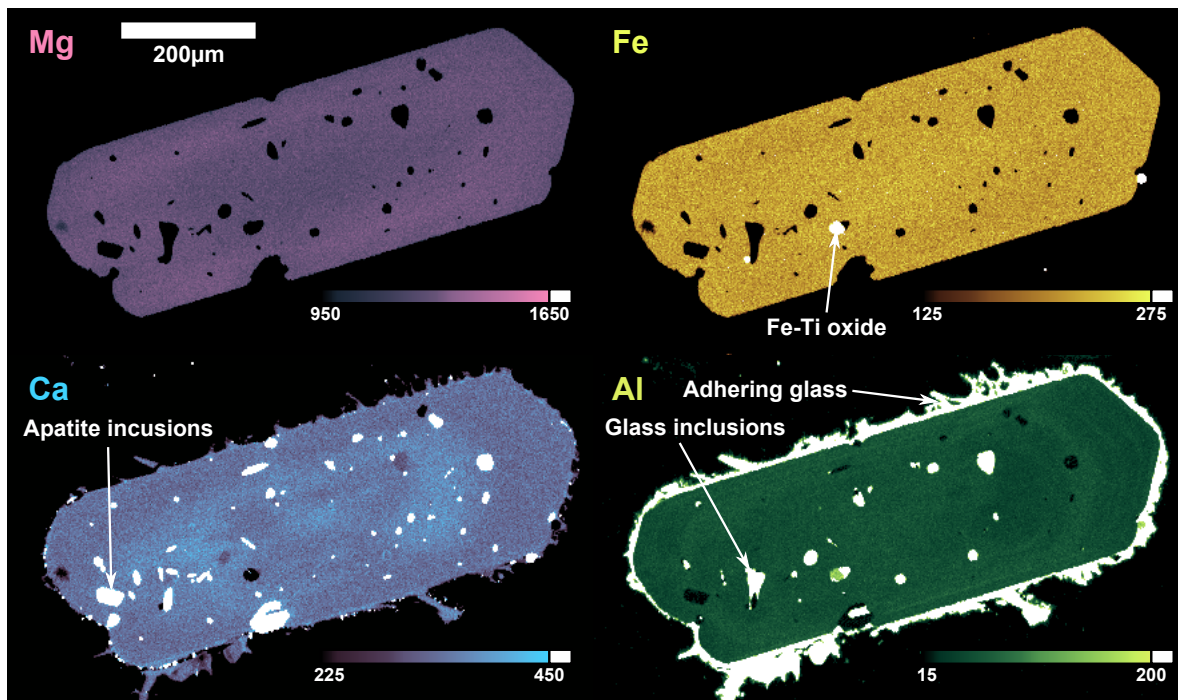 Mg
200µm
950
1650
Fe
Fe-Ti oxide
125
275
Ca
Apatite incusions
225
450
Al
Adhering glass
Glass inclusions
15
200